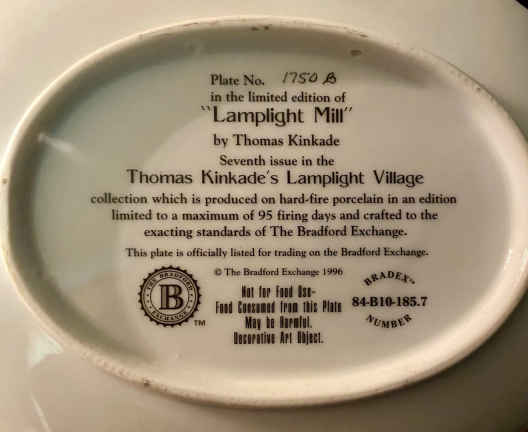 Plate No. 1750 B
in the limited edition of
"Lamplight Mill"
by Thomas Kinkade
Seventh issue in the
Thomas Kinkade's Lamplight Village
collection which is produced on hard-fire porcelain in an edition
limited to a maximum of 95 firing days and crafted to the
exacting standards of The Bradford Exchange.
This plate is officially listed for trading on the Bradford Exchange.
© The Bradford Exchange 1996
THE BRADFORD
B
EXCHANGE
TM
Not for Food Use-
Food Consumed from this Plate
May be Harmful.
Decorative Art Object.
BRADEX™
84-B10-185.7
NUMBER